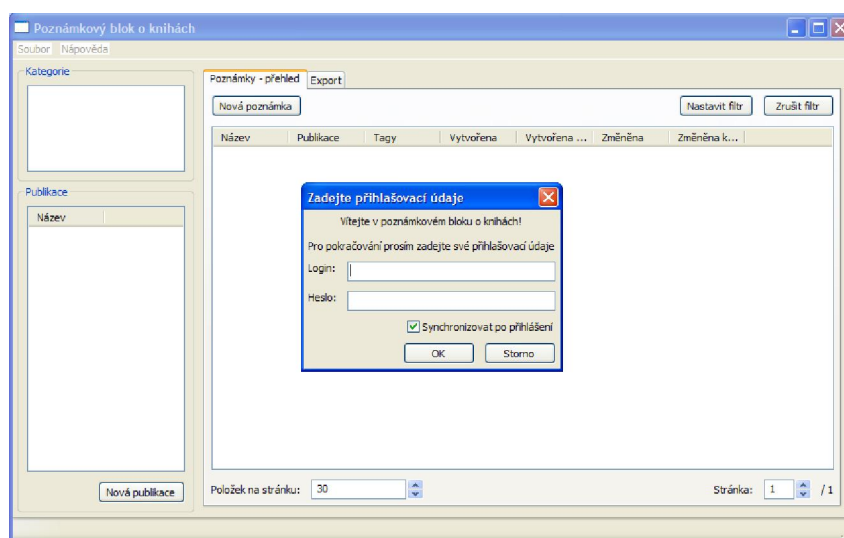 Poznámkový blok o knihách
Soubor Nápověda
Kategorie
Publikace
Název
Nová publikace
Poznámky - přehled Export
Nová poznámka Nastavit filtr Zrušit filtr
Název Publikace Tagy Vytvořena Vytvořena ... Změněna Změněna k...
Zadejte přihlašovací údaje
Vítejte v poznámkovém bloku o knihách!
Pro pokračování prosím zadejte své přihlašovací údaje
Login:
Heslo:
Synchronizovat po přihlášení
OK Storno
Položek na stránku: 30 Stránka: 1 / 1